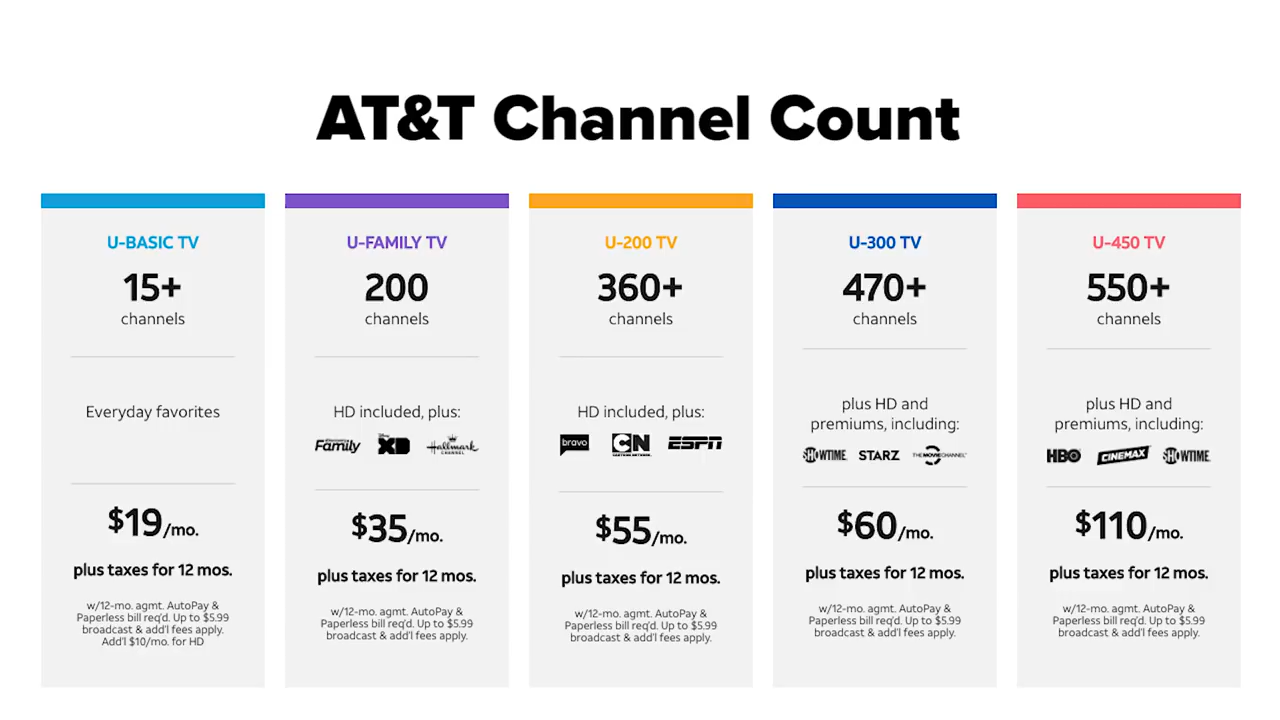 AT&T Channel Count
U-BASIC TV
15+
channels
Everyday favorites
$19/mo.
plus taxes for 12 mos.
w/12-mo. agmt. AutoPay &
Paperless bill req'd. Up to $5.99
broadcast & add'l fees apply.
Add'l $10/mo. for HD
U-FAMILY TV
200
channels
HD included, plus:
Family Disney XD Hallmark CHANNEL
$35/mo.
plus taxes for 12 mos.
w/12-mo. agmt. AutoPay &
Paperless bill req'd. Up to $5.99
broadcast & add'l fees apply.
U-200 TV
360+
channels
HD included, plus:
bravo CN CARTOON NETWORK ESPN
$55/mo.
plus taxes for 12 mos.
w/12-mo. agmt. AutoPay &
Paperless bill req'd. Up to $5.99
broadcast & add'l fees apply.
U-300 TV
470+
channels
plus HD and
premiums, including:
SHOWTIME STARZ THE MOVIE CHANNEL
$60/mo.
plus taxes for 12 mos.
w/12-mo. agmt. AutoPay &
Paperless bill req'd. Up to $5.99
broadcast & add'l fees apply.
U-450 TV
550+
channels
plus HD and
premiums, including:
HBO CINEMAX SHOWTIME
$110/mo.
plus taxes for 12 mos.
w/12-mo. agmt. AutoPay &
Paperless bill req'd. Up to $5.99
broadcast & add'l fees apply.